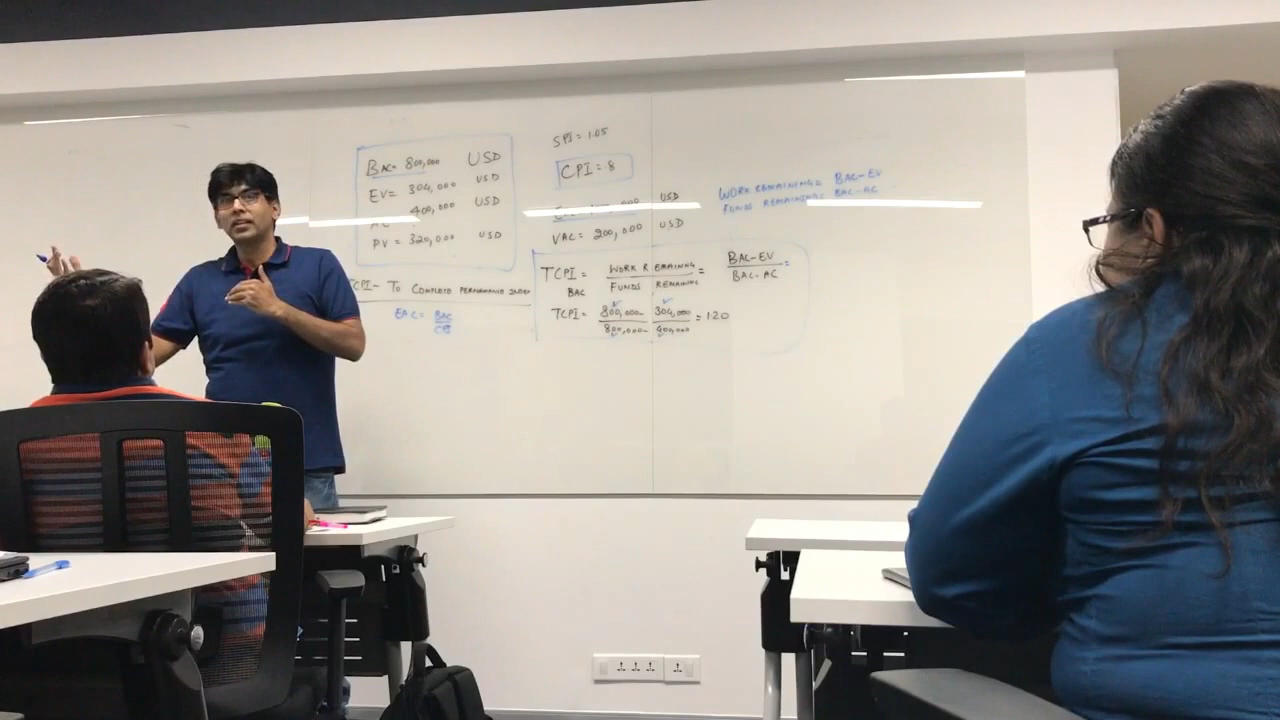 BAC= 800,000 USD
EV= 304,000 USD
400,000 USD
PV = 320,000 USD
TCPI- TO COMPLETE PERFORMANCE INDEX
EAC= BAC
CPI
SPI= 1.05
CPI= 8
USD
VAC= 200,000 USD
TCPI= WORK REMAINING = BAC-EV =
BAC FUNDS REMAINING BAC-AC
TCPI= 800,000- 304,000 = 1.20
800,000- 400,000
WORK REMAINING= BAC-EV
FUNDS REMAINING= BAC-AC